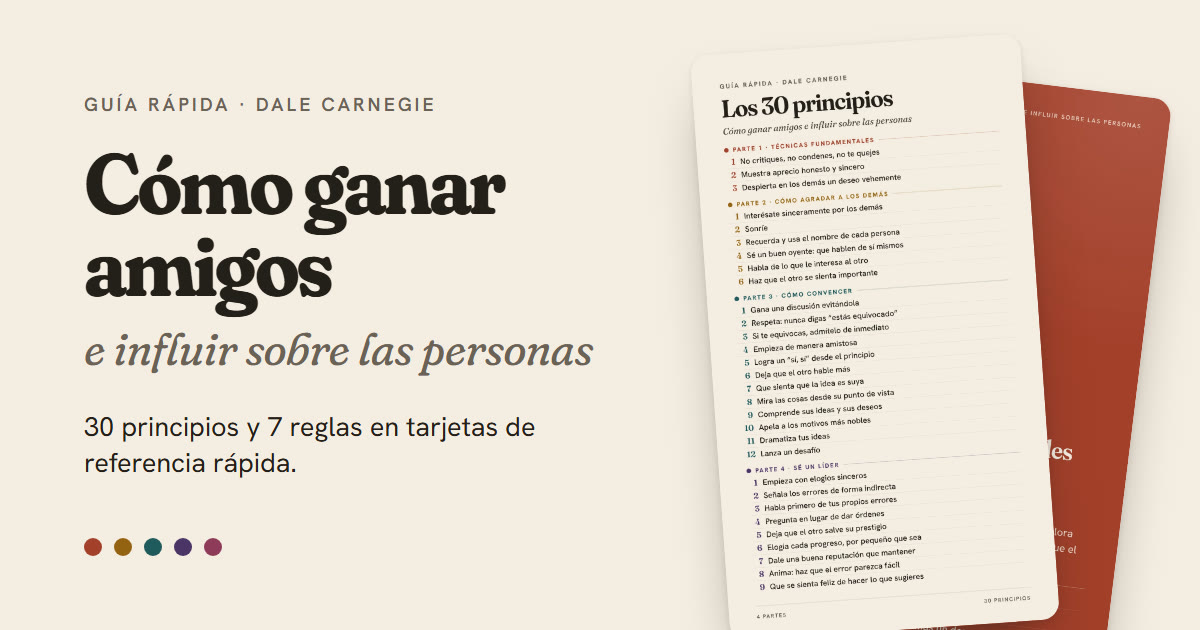 GUÍA RÁPIDA · DALE CARNEGIE
Cómo ganar
amigos
e influir sobre las personas
30 principios y 7 reglas en tarjetas de
referencia rápida.
GUÍA RÁPIDA · DALE CARNEGIE
Los 30 principios
Cómo ganar amigos e influir sobre las personas
PARTE 1 · TÉCNICAS FUNDAMENTALES
1 No critiques, no condenes, no te quejes
2 Muestra aprecio honesto y sincero
3 Despierta en los demás un deseo vehemente
PARTE 2 · CÓMO AGRADAR A LOS DEMÁS
1 Interésate sinceramente por los demás
2 Sonríe
3 Recuerda y usa el nombre de cada persona
4 Sé un buen oyente: que hablen de sí mismos
5 Habla de lo que le interesa al otro
6 Haz que el otro se sienta importante
PARTE 3 · CÓMO CONVENCER
1 Gana una discusión evitándola
2 Respeta: nunca digas “estás equivocado”
3 Si te equivocas, admítelo de inmediato
4 Empieza de manera amistosa
5 Logra un “sí, sí” desde el principio
6 Deja que el otro hable más
7 Que sienta que la idea es suya
8 Mira las cosas desde su punto de vista
9 Comprende sus ideas y sus deseos
10 Apela a los motivos más nobles
11 Dramatiza tus ideas
12 Lanza un desafío
PARTE 4 · SÉ UN LÍDER
1 Empieza con elogios sinceros
2 Señala los errores de forma indirecta
3 Habla primero de tus propios errores
4 Pregunta en lugar de dar órdenes
5 Deja que el otro salve su prestigio
6 Elogia cada progreso, por pequeño que sea
7 Dale una buena reputación que mantener
8 Anima: haz que el error parezca fácil
9 Que se sienta feliz de hacer lo que sugieres
4 PARTES
30 PRINCIPIOS
E INFLUIR SOBRE LAS PERSONAS
les
lora
ue el